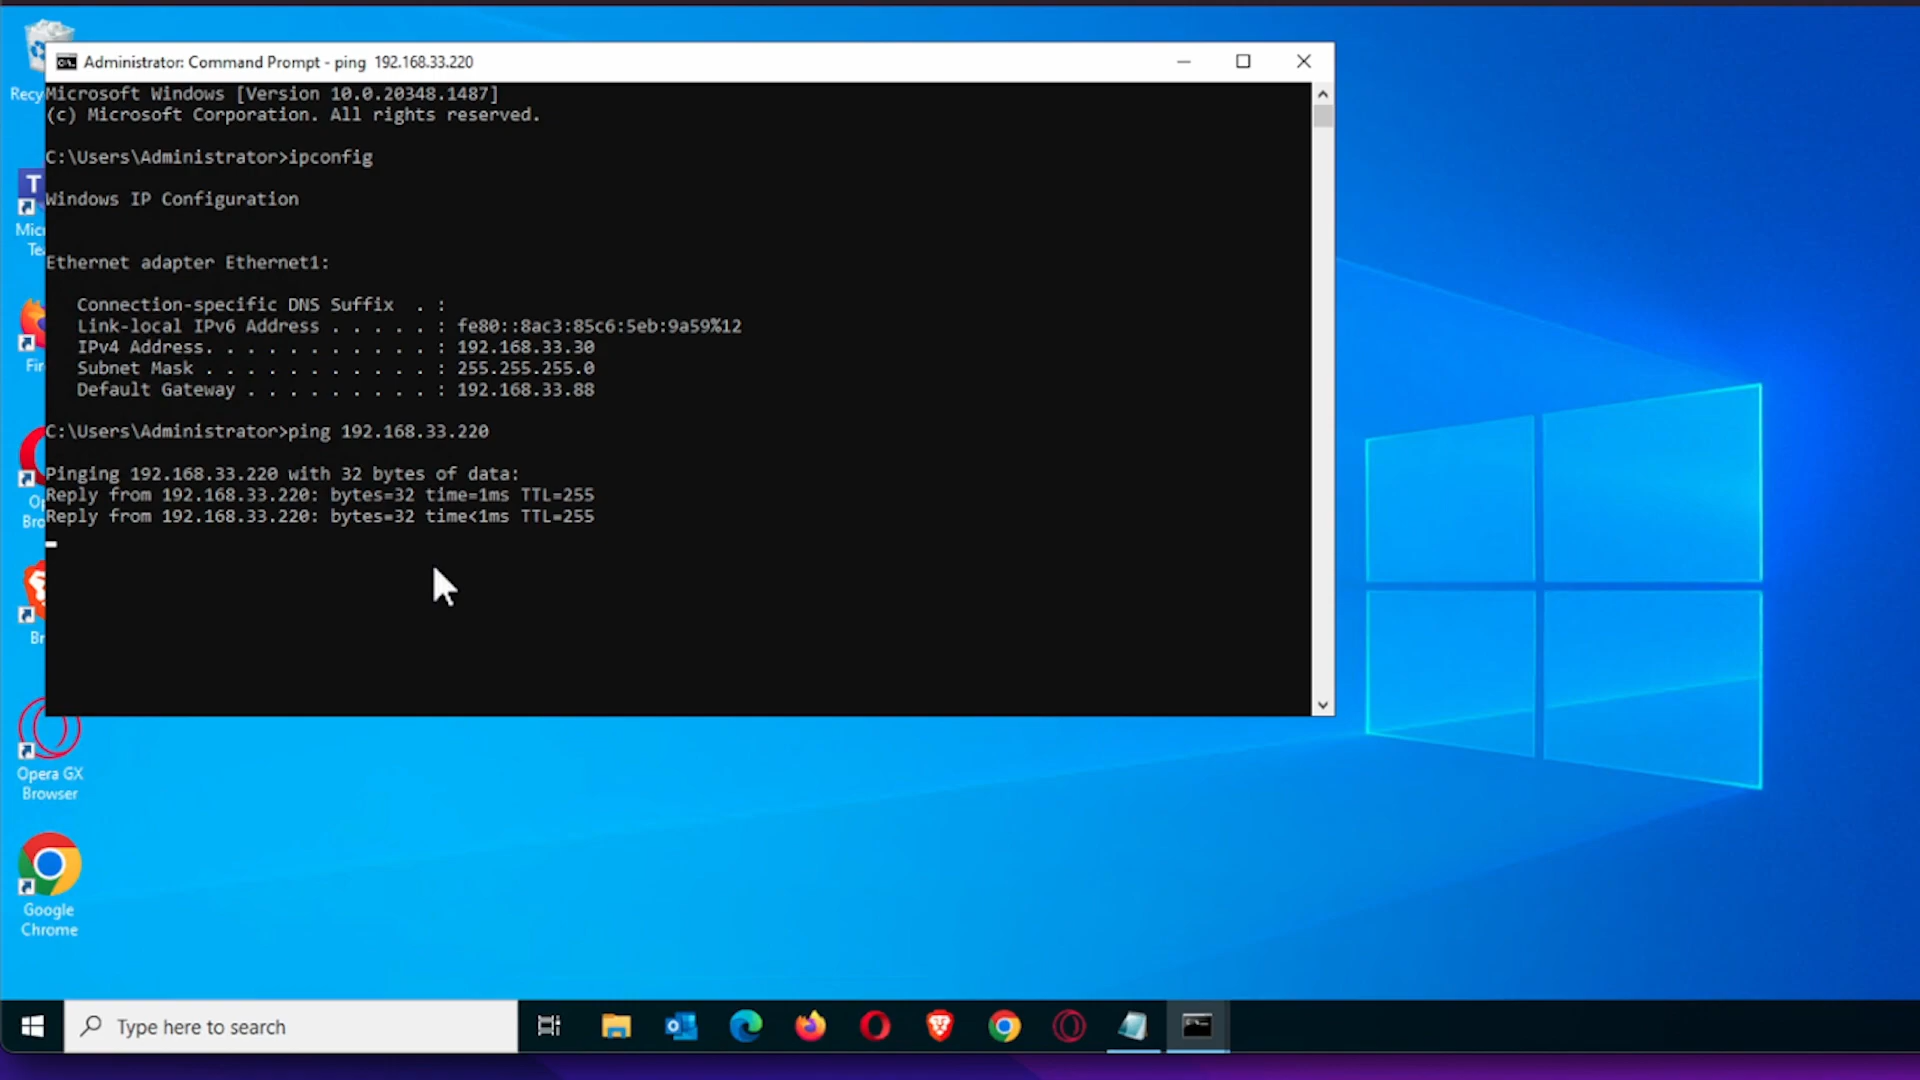 Administrator: Command Prompt - ping 192.168.33.220
Microsoft Windows [Version 10.0.20348.1487]
(c) Microsoft Corporation. All rights reserved.
C:\Users\Administrator>ipconfig
Windows IP Configuration
Ethernet adapter Ethernet1:
Connection-specific DNS Suffix . :
Link-local IPv6 Address . . . . . : fe80::8ac3:85c6:5eb:9a59%12
IPv4 Address. . . . . . . . . . . : 192.168.33.30
Subnet Mask . . . . . . . . . . . : 255.255.255.0
Default Gateway . . . . . . . . . : 192.168.33.88
C:\Users\Administrator>ping 192.168.33.220
Pinging 192.168.33.220 with 32 bytes of data:
Reply from 192.168.33.220: bytes=32 time=1ms TTL=255
Reply from 192.168.33.220: bytes=32 time<1ms TTL=255
Recy
T
Mic
Te
Fir
Op
Bro
Br
Opera GX
Browser
Google
Chrome
Type here to search